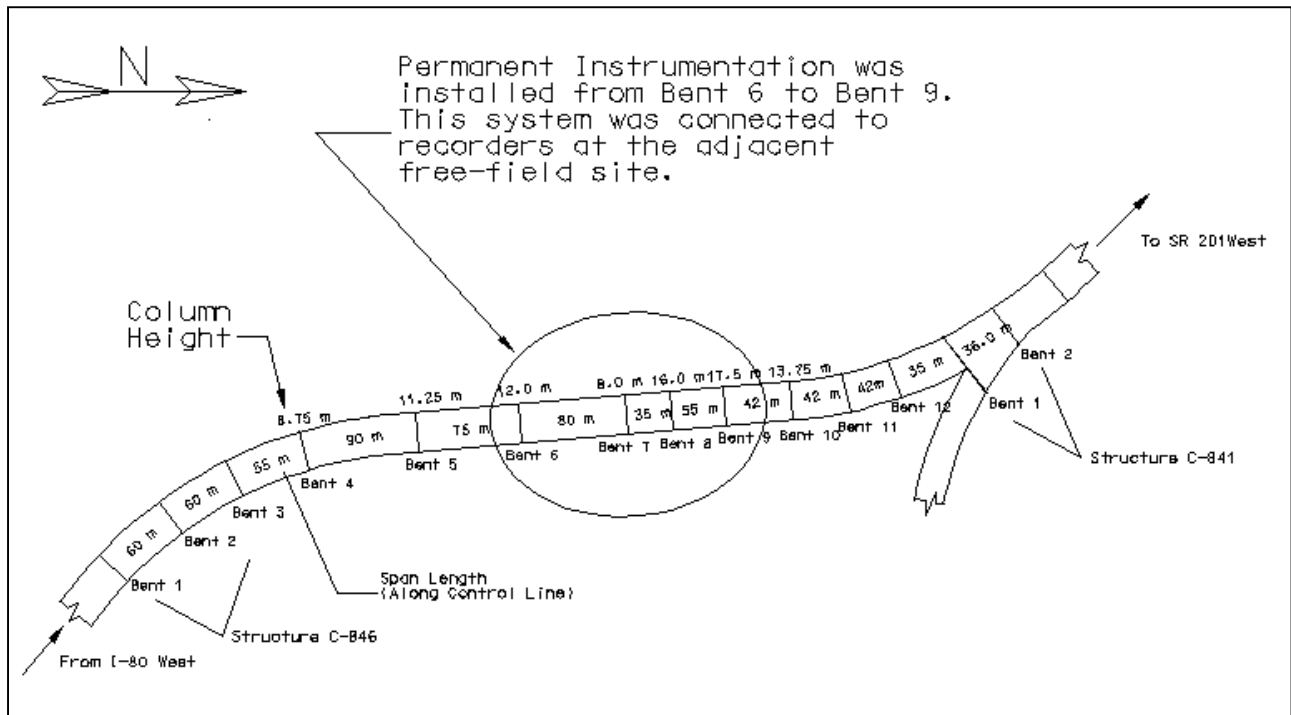 N
Permanent Instrumentation was
installed from Bent 6 to Bent 9.
This system was connected to
recorders at the adjacent
free-field site.
To SR 201West
Column
Height
8.75 m
11.25 m
12.0 m
8.0 m
16.0 m
17.5 m
13.75 m
60 m
60 m
55 m
90 m
75 m
80 m
35 m
55 m
42 m
42 m
42m
35 m
36.0 m
Bent 1
Bent 2
Bent 3
Bent 4
Bent 5
Bent 6
Bent 7
Bent 8
Bent 9
Bent 10
Bent 11
Bent 12
Bent 1
Bent 2
Structure C-841
Span Length
(Along Control Line)
Structure C-846
From I-80 West